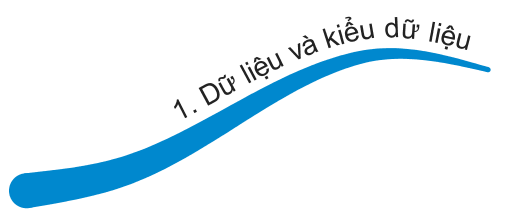 1. Dữ liệu và kiểu dữ liệu